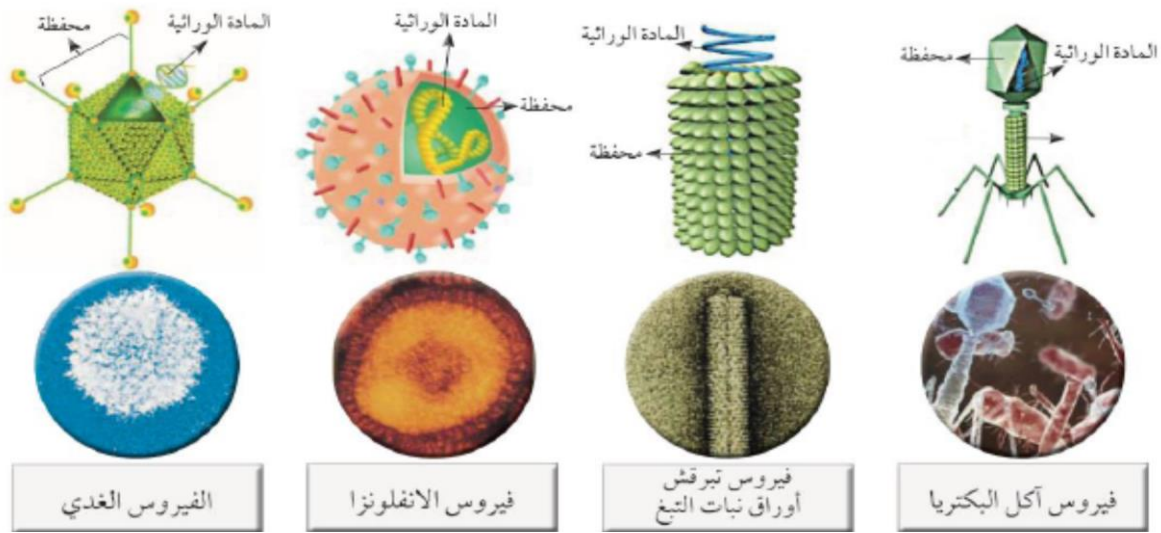 المادة الوراثية
محفظة
المادة الوراثية
محفظة
المادة الوراثية
محفظة
المادة الوراثية
محفظة
فيروس آكل البكتريا
فيروس تبرقش
أوراق نبات التبغ
فيروس الانفلونزا
الفيروس الغدي